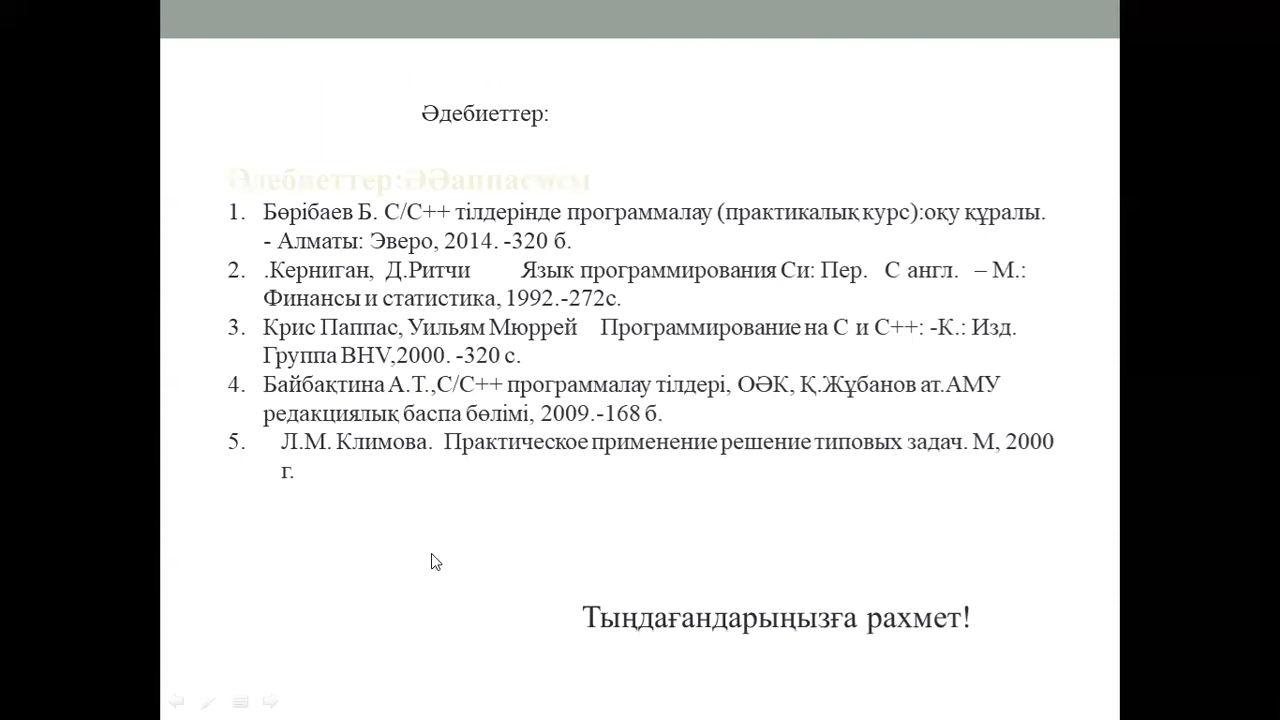 Әдебиеттер:
Әдебиеттер:
1. Бөрібаев Б. С/С++ тілдерінде программалау (практикалық курс):оқу құралы.
- Алматы: Эверо, 2014. -320 б.
2. .Керниган, Д.Ритчи Язык программирования Си: Пер. С англ. – М.:
Финансы и статистика, 1992.-272с.
3. Крис Паппас, Уильям Мюррей Программирование на С и С++: -К.: Изд.
Группа BHV,2000. -320 с.
4. Байбақтина А.Т.,С/С++ программалау тілдері, ОӘК, Қ.Жұбанов ат.АМУ
редакциялық баспа бөлімі, 2009.-168 б.
5. Л.М. Климова. Практическое применение решение типовых задач. М, 2000
г.
Тыңдағандарыңызға рахмет!